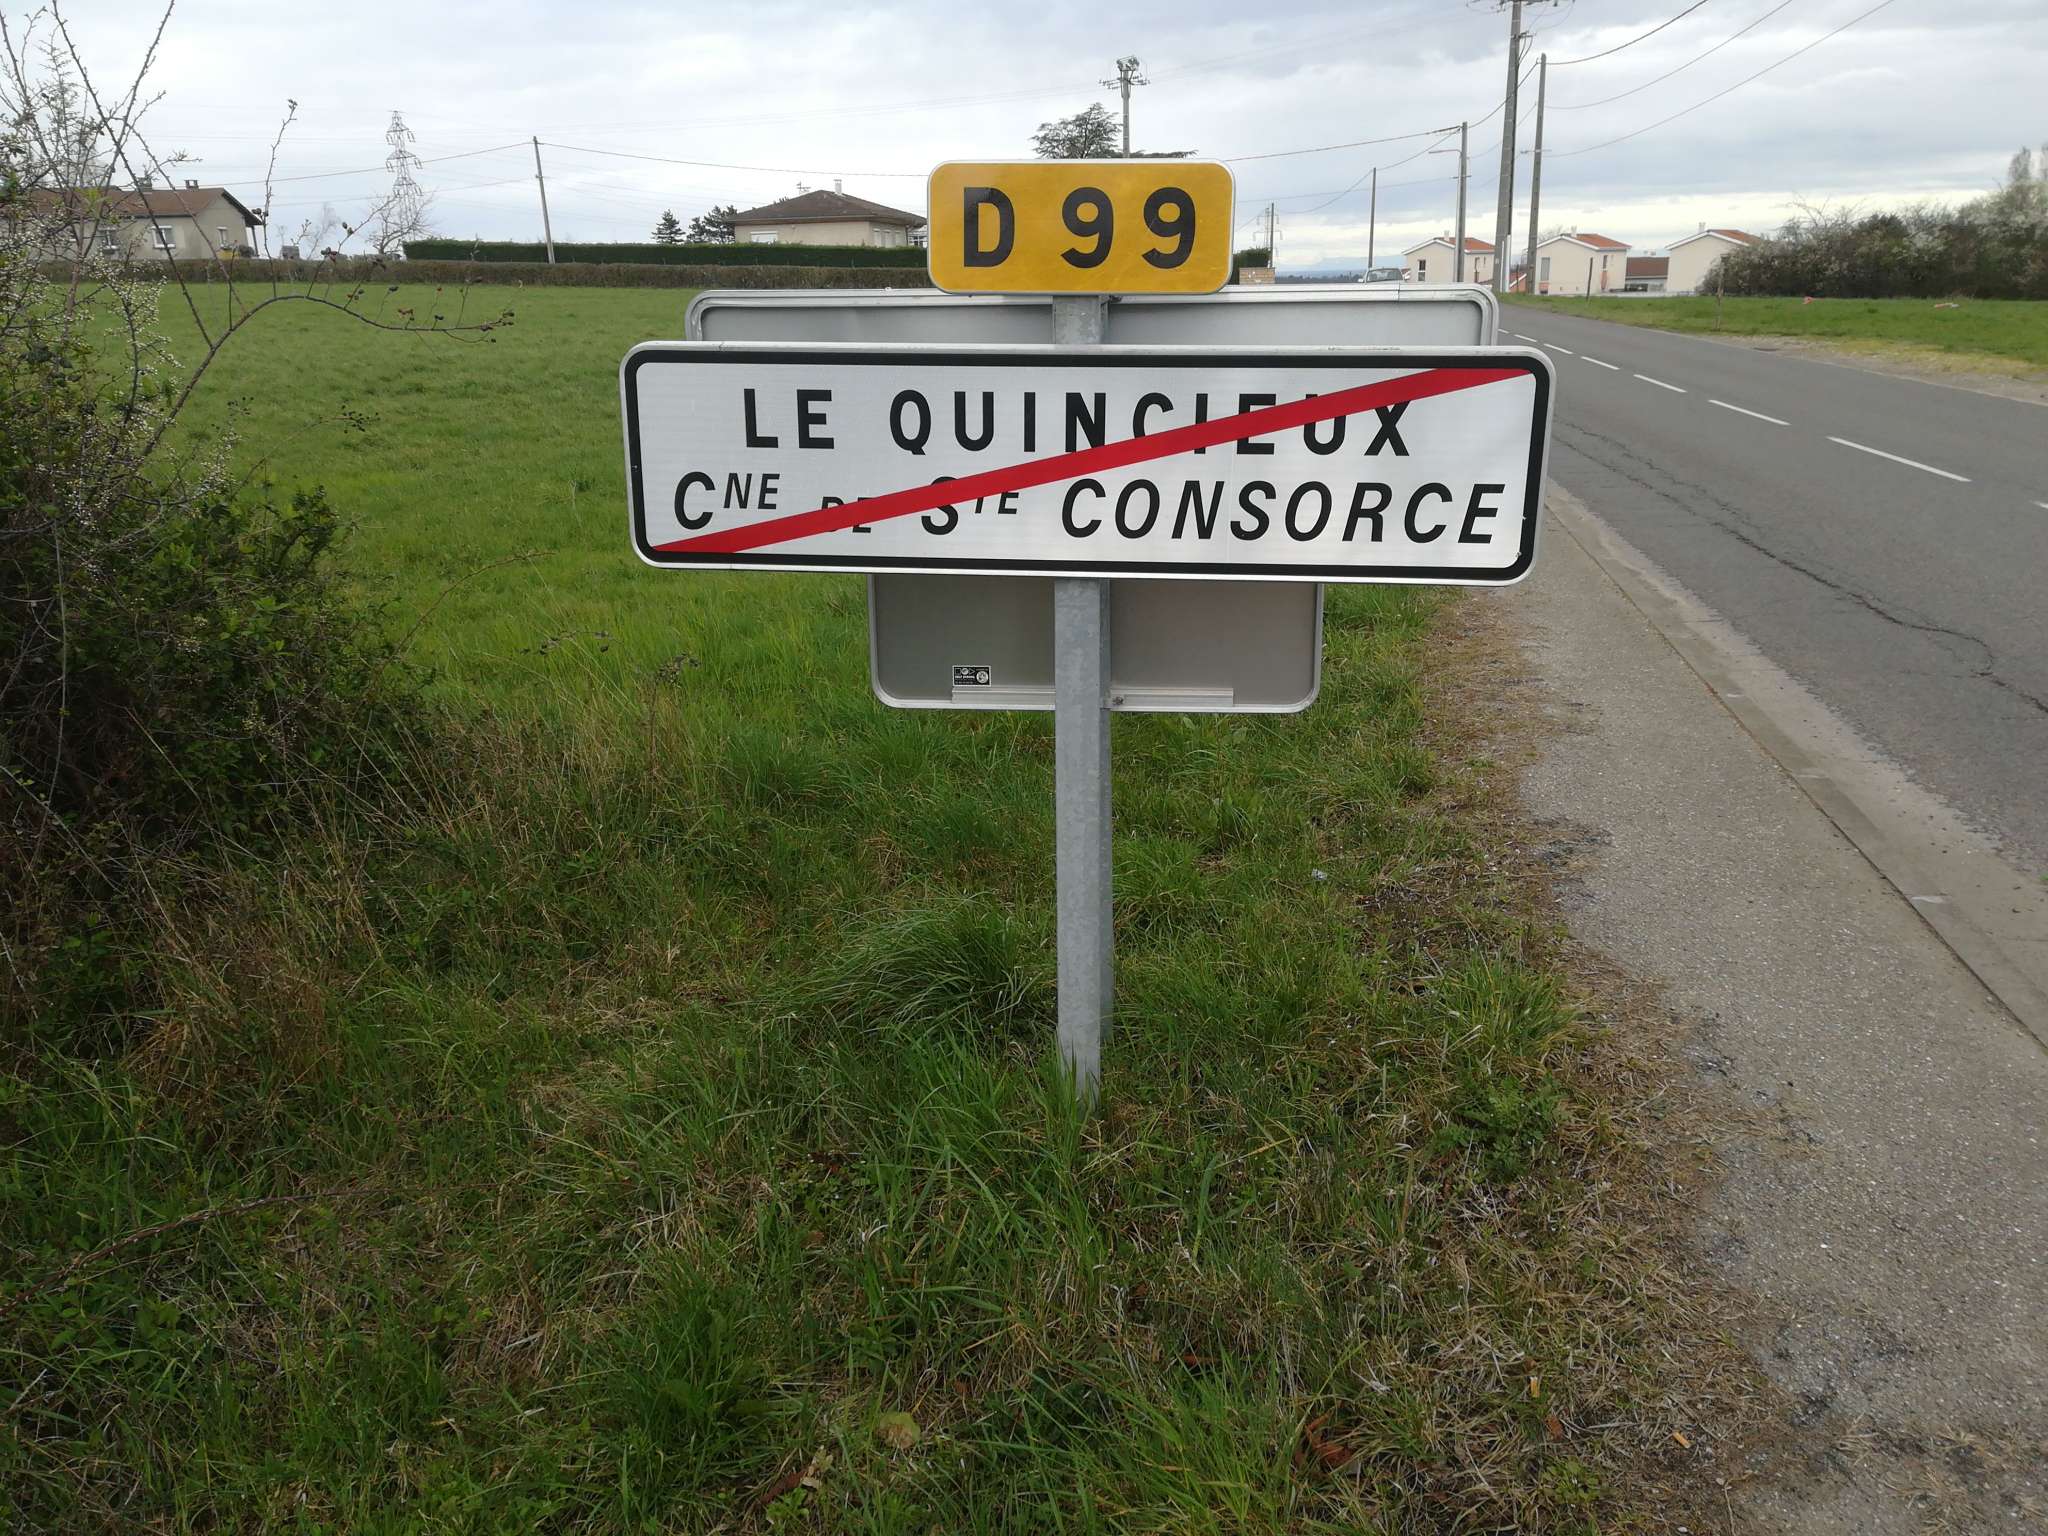 D 99
LE QUINCIEUX
CNE DE STE CONSORCE